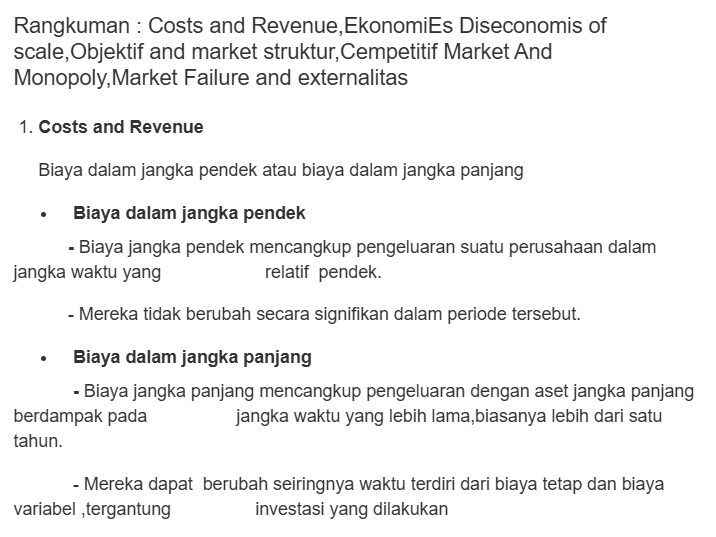 Rangkuman : Costs and Revenue,EkonomiEs Diseconomis of
scale,Objektif and market struktur,Cempetitif Market And
Monopoly,Market Failure and externalitas
1. Costs and Revenue
Biaya dalam jangka pendek atau biaya dalam jangka panjang
• Biaya dalam jangka pendek
- Biaya jangka pendek mencangkup pengeluaran suatu perusahaan dalam
jangka waktu yang relatif pendek.
- Mereka tidak berubah secara signifikan dalam periode tersebut.
• Biaya dalam jangka panjang
- Biaya jangka panjang mencangkup pengeluaran dengan aset jangka panjang
berdampak pada jangka waktu yang lebih lama,biasanya lebih dari satu
tahun.
- Mereka dapat berubah seiringnya waktu terdiri dari biaya tetap dan biaya
variabel ,tergantung investasi yang dilakukan